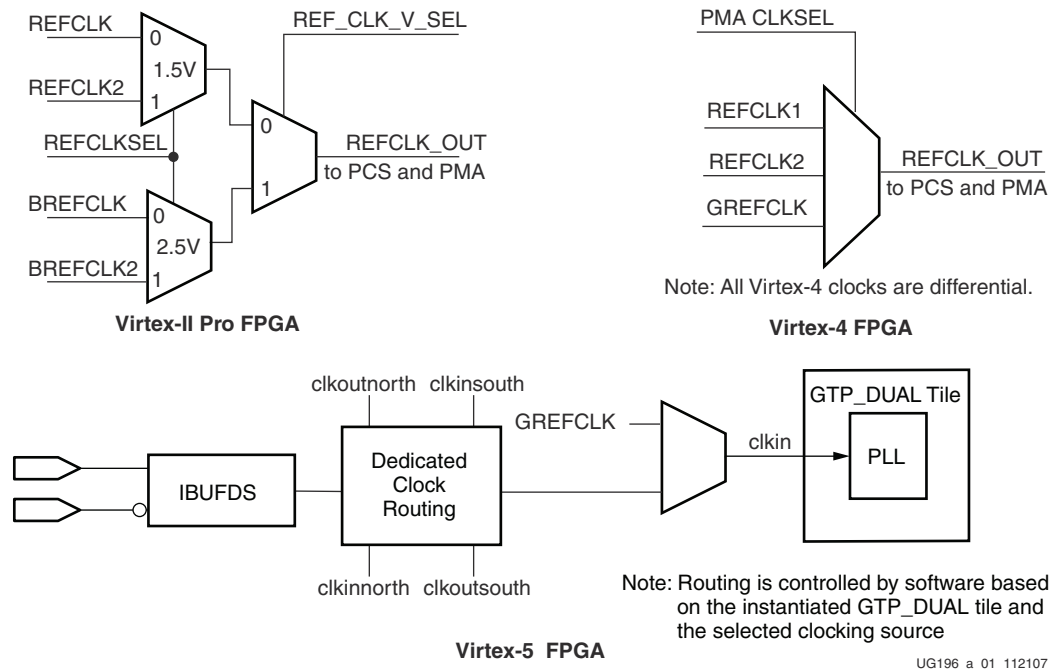 REFCLK
0
1.5V
REFCLK2
1
REFCLKSEL
BREFCLK
0
2.5V
BREFCLK2
1
REF_CLK_V_SEL
0
1
REFCLK_OUT
to PCS and PMA
Virtex-II Pro FPGA
PMA CLKSEL
REFCLK1
REFCLK2
GREFCLK
REFCLK_OUT
to PCS and PMA
Note: All Virtex-4 clocks are differential.
Virtex-4 FPGA
IBUFDS
clkoutnorth clkinsouth
Dedicated
Clock
Routing
clkinnorth clkoutsouth
GREFCLK
clkin
GTP_DUAL Tile
PLL
Note: Routing is controlled by software based
on the instantiated GTP_DUAL tile and
the selected clocking source
Virtex-5 FPGA
UG196_a_01_112107